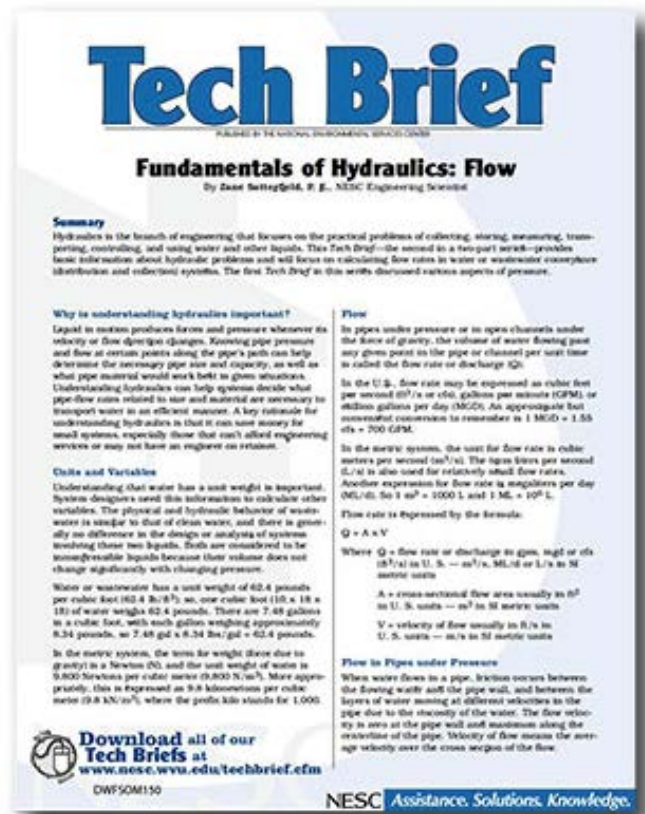 Tech Brief
PUBLISHED BY THE NATIONAL ENVIRONMENTAL SERVICES CENTER
Fundamentals of Hydraulics: Flow
By Zane Satterfield, P. E., NESC Engineering Scientist
Summary
Hydraulics is the branch of engineering that focuses on the practical problems of collecting, storing, measuring, trans-
porting, controlling, and using water and other liquids. This Tech Brief—the second in a two-part series—provides
basic information about hydraulic problems and will focus on calculating flow rates in water or wastewater conveyance
(distribution and collection) systems. The first Tech Brief in this series discussed various aspects of pressure.
Why is understanding hydraulics important?
Liquid in motion produces forces and pressure whenever its
velocity or flow direction changes. Knowing pipe pressure
and flow at certain points along the pipe's path can help
determine the necessary pipe size and capacity, as well as
what pipe material would work best in given situations.
Understanding hydraulics can help systems decide what
pipe-flow rates related to size and material are necessary to
transport water in an efficient manner. A key rationale for
understanding hydraulics is that it can save money for
small systems, especially those that can't afford engineering
services or may not have an engineer on retainer.
Units and Variables
Understanding that water has a unit weight is important.
System designers need this information to calculate other
variables. The physical and hydraulic behavior of waste-
water is similar to that of clean water, and there is gener-
ally no difference in the design or analysis of systems
involving these two liquids. Both are considered to be
incompressible liquids because their volume does not
change significantly with changing pressure.
Water or wastewater has a unit weight of 62.4 pounds
per cubic foot (62.4 lb/ft³); so, one cubic foot
of water weighs 62.4 pounds. There are 7.48 gallons
in a cubic foot, with each gallon weighing approximately
8.34 pounds, so 7.48 gal x 8.34 lbs/gal = 62.4 pounds.
In the metric system, the term for weight (force due to
gravity) is a Newton (N), and the unit weight of water is
9,800 Newtons per cubic meter (9,800 N/m³). More appro-
priately, this is expressed as 9.8 kilonewtons per cubic
meter (9.8 kN/m³), where the prefix kilo stands for 1,000.
Flow
In pipes under pressure or in open channels under
the force of gravity, the volume of water flowing past
any given point in the pipe or channel per unit time
is called the flow rate or discharge (Q).
In the U.S., flow rate may be expressed as cubic feet
per second (ft³/s or cfs), gallons per minute (GPM), or
million gallons per day (MGD). An approximate but
convenient conversion to remember is 1 MGD = 1.55
cfs = 700 GPM.
In the metric system, the unit for flow rate is cubic
meters per second (m³/s). The term liters per second
(L/s) is also used for relatively small flow rates.
Another expression for flow rate is megaliters per day
(ML/d). So 1 m³ = 1000 L and 1 ML = 10⁶ L.
Flow rate is expressed by the formula:
Q = A x V
Where Q = flow rate or discharge in gpm, mgd or cfs
(ft³/s) in U. S. — m³/s, ML/d or L/s in SI
metric units
A = cross-sectional flow area usually in ft²
in U. S. units — m² in SI metric units
V = velocity of flow usually in ft/s in
U. S. units — m/s in SI metric units
Flow in Pipes under Pressure
When water flows in a pipe, friction occurs between
the flowing water and the pipe wall, and between the
layers of water moving at different velocities in the
pipe due to the viscosity of the water. The flow veloc-
ity is zero at the pipe wall and maximum along the
centerline of the pipe. Velocity of flow means the aver-
age velocity over the cross section of the flow.
Download all of our
Tech Briefs at
www.nesc.wvu.edu/techbrief.cfm
DWFSOM150
NESC Assistance. Solutions. Knowledge.